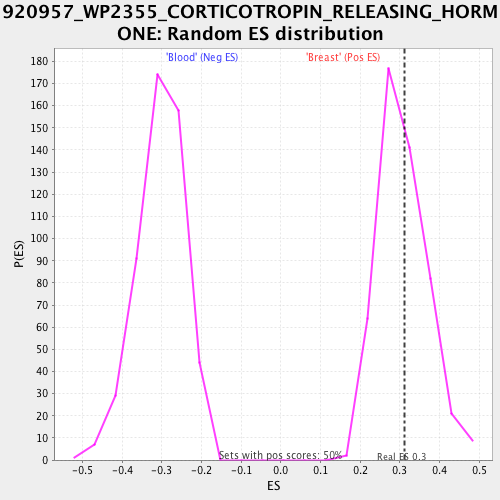 920957_WP2355_CORTICOTROPIN_RELEASING_HORM
ONE: Random ES distribution
'Blood' (Neg ES) 'Breast' (Pos ES)
180
170
160
150
140
130
120
110
100
90
80
70
60
50
40
30
20
10
0
P(ES)
Sets with pos scores: 50%
Real ES 0.3
-0.5 -0.4 -0.3 -0.2 -0.1 0.0 0.1 0.2 0.3 0.4 0.5
ES